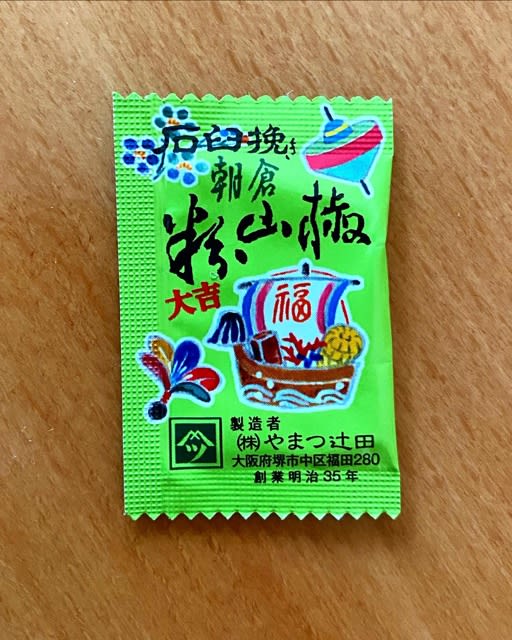 石臼挽き
朝倉
粉山椒
大吉
福
製造者
㈱やまつ辻田
大阪府堺市中区福田280
創業明治35年